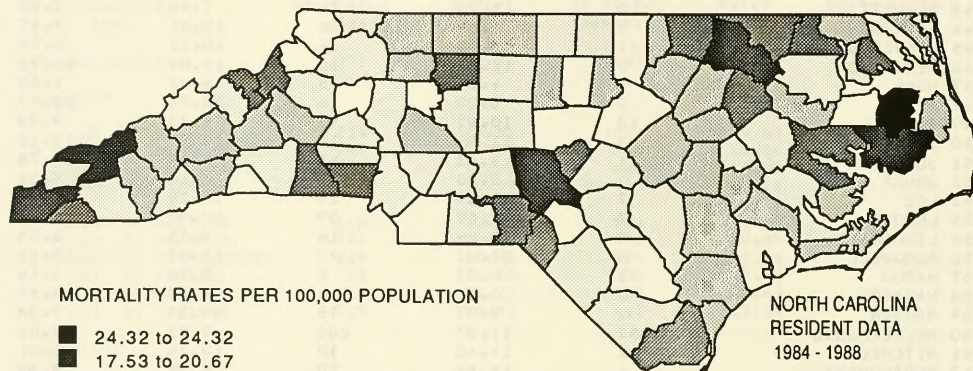 MORTALITY RATES PER 100,000 POPULATION
24.32 to 24.32
17.53 to 20.67
NORTH CAROLINA
RESIDENT DATA
1984 - 1988